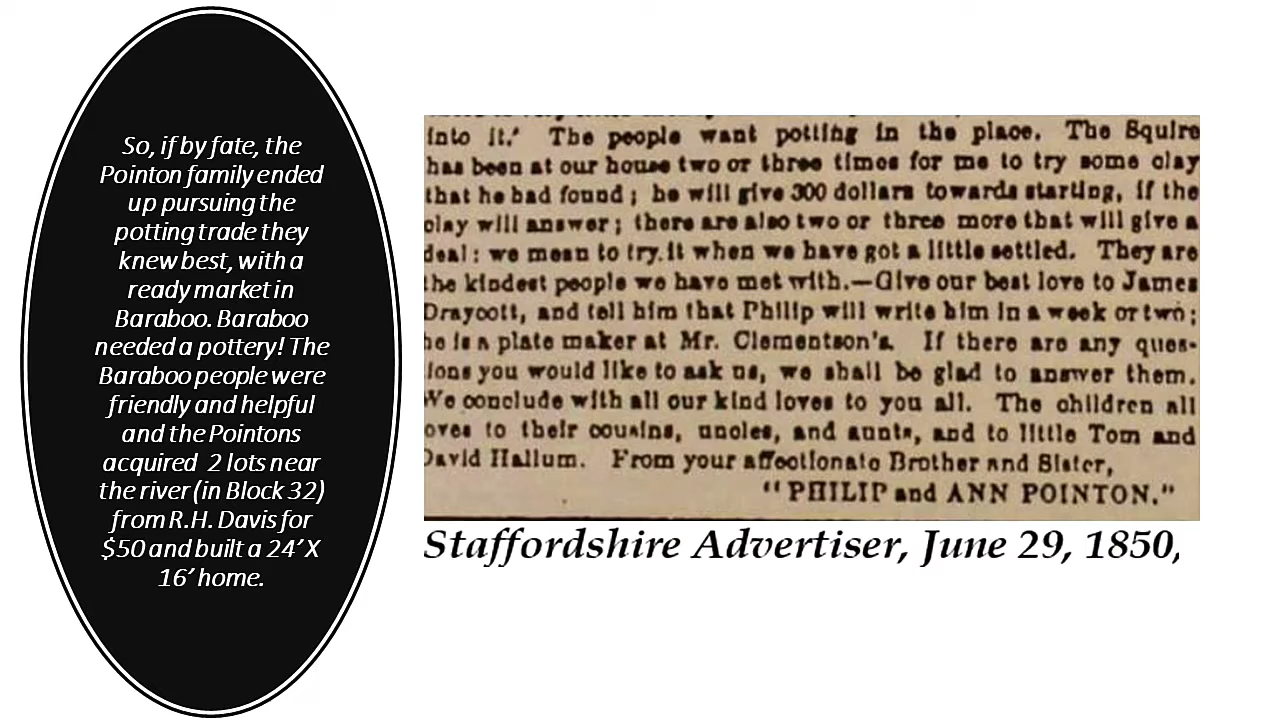 So, if by fate, the
Pointon family ended
up pursuing the
potting trade they
knew best, with a
ready market in
Baraboo. Baraboo
needed a pottery! The
Baraboo people were
friendly and helpful
and the Pointons
acquired 2 lots near
the river (in Block 32)
from R.H. Davis for
$50 and built a 24’ X
16’ home.
into it.' The people want potting in the place. The Squire
has been at our house two or three times for me to try some clay
that he had found; he will give 300 dollars towards starting, if the
clay will answer; there are also two or three more that will give a
deal: we mean to try it when we have got a little settled. They are
the kindest people we have met with.—Give our best love to James
Draycott, and tell him that Philip will write him in a week or two;
he is a plate maker at Mr. Clementson's. If there are any ques-
ions you would like to ask us, we shall be glad to answer them.
We conclude with all our kind loves to you all. The children all
oves to their cousins, uncles, and aunts, and to little Tom and
David Hallum. From your affectionate Brother and Sister,
"PHILIP and ANN POINTON."
Staffordshire Advertiser, June 29, 1850,